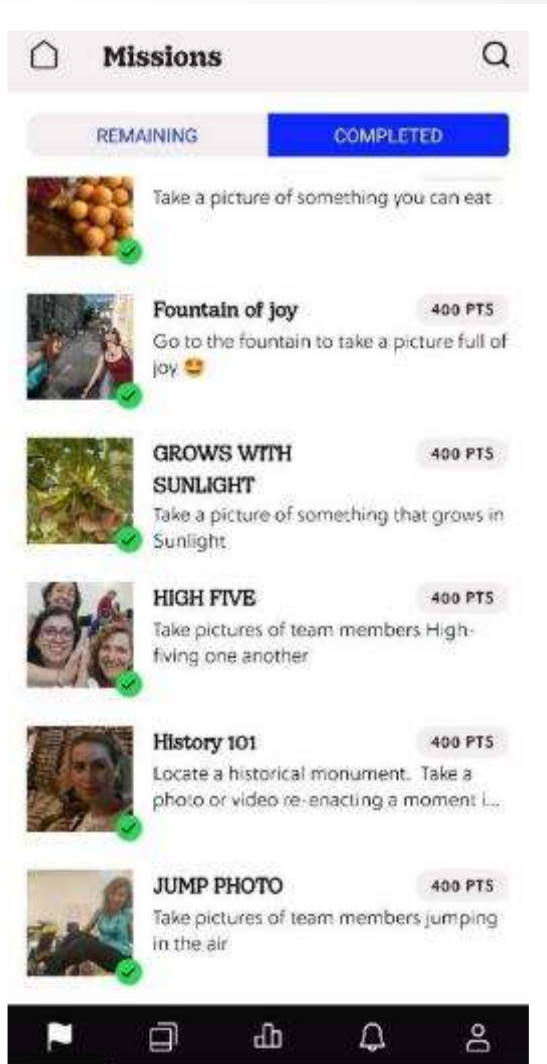 Missions
REMAINING
COMPLETED
Take a picture of something you can eat
Fountain of joy
400 PTS
Go to the fountain to take a picture full of
joy 🤩
GROWS WITH
400 PTS
SUNLIGHT
Take a picture of something that grows in
Sunlight
HIGH FIVE
400 PTS
Take pictures of team members High-
fiving one another
History 101
400 PTS
Locate a historical monument. Take a
photo or video re-enacting a moment i...
JUMP PHOTO
400 PTS
Take pictures of team members jumping
in the air